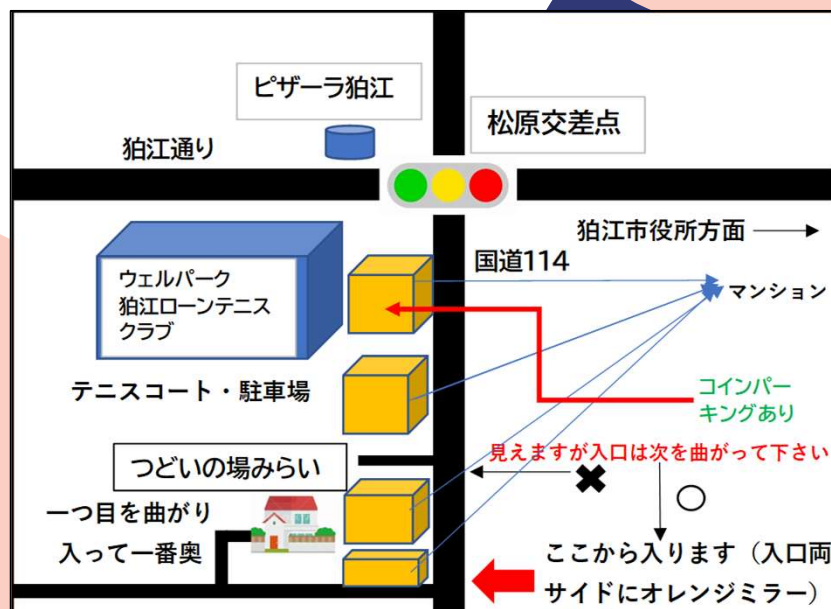 ピザーラ狛江
松原交差点
狛江通り
狛江市役所方面
国道114
ウェルパーク
狛江ローンテニス
クラブ
マンション
テニスコート・駐車場
コインパー
キングあり
見えますが入口は次を曲がって下さい
つどいの場みらい
一つ目を曲がり
入って一番奥
ここから入ります（入口両
サイドにオレンジミラー）